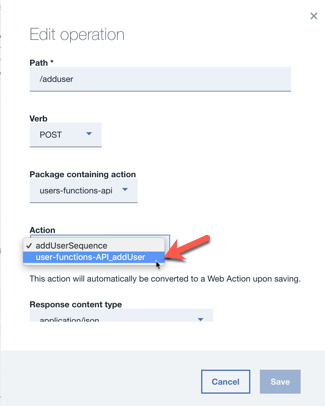 Edit operation
Path *
/adduser
Verb
POST
Package containing action
users-functions-api
Action
✓ addUserSequence
user-functions-API_addUser
This action will automatically be converted to a Web Action upon saving.
Response content type
application/json
Cancel
Save